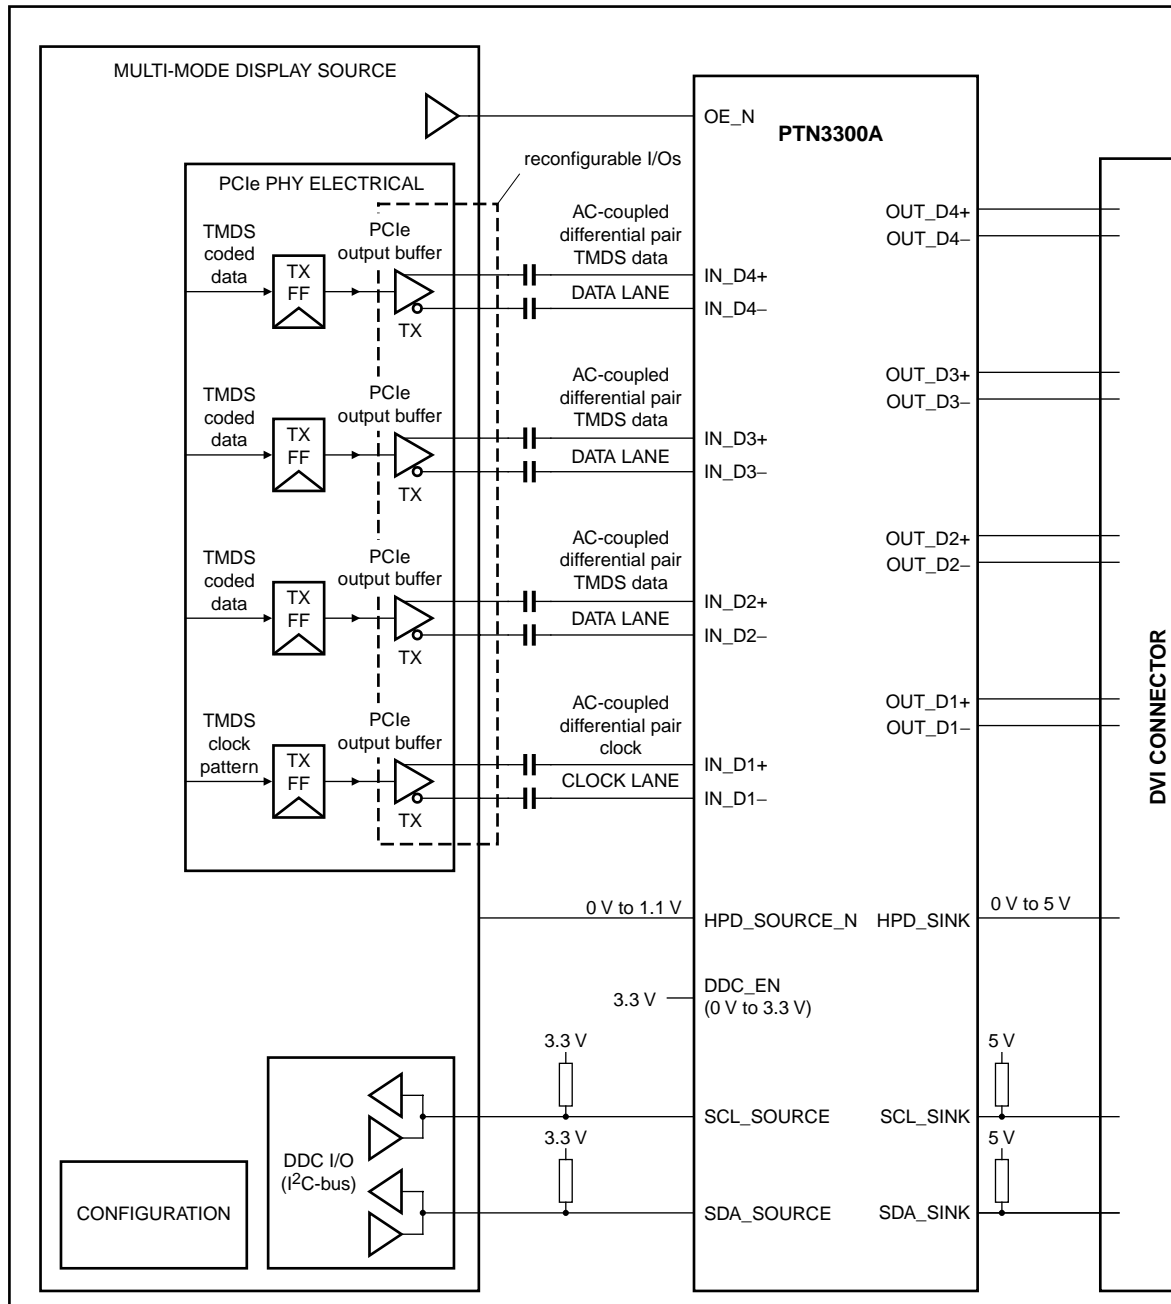 MULTI-MODE DISPLAY SOURCE
OE_N
PTN3300A
reconfigurable I/Os
PCIe PHY ELECTRICAL
TMDS
coded
data
TX
FF
PCIe
output buffer
TX
AC-coupled
differential pair
TMDS data
DATA LANE
IN_D4+
IN_D4−
OUT_D4+
OUT_D4−
TMDS
coded
data
TX
FF
PCIe
output buffer
TX
AC-coupled
differential pair
TMDS data
DATA LANE
IN_D3+
IN_D3−
OUT_D3+
OUT_D3−
TMDS
coded
data
TX
FF
PCIe
output buffer
TX
AC-coupled
differential pair
TMDS data
DATA LANE
IN_D2+
IN_D2−
OUT_D2+
OUT_D2−
TMDS
clock
pattern
TX
FF
PCIe
output buffer
TX
AC-coupled
differential pair
clock
CLOCK LANE
IN_D1+
IN_D1−
OUT_D1+
OUT_D1−
DVI CONNECTOR
0 V to 1.1 V
HPD_SOURCE_N
HPD_SINK
0 V to 5 V
3.3 V
DDC_EN
(0 V to 3.3 V)
3.3 V
5 V
SCL_SOURCE
SCL_SINK
3.3 V
5 V
DDC I/O
(I²C-bus)
SDA_SOURCE
SDA_SINK
CONFIGURATION